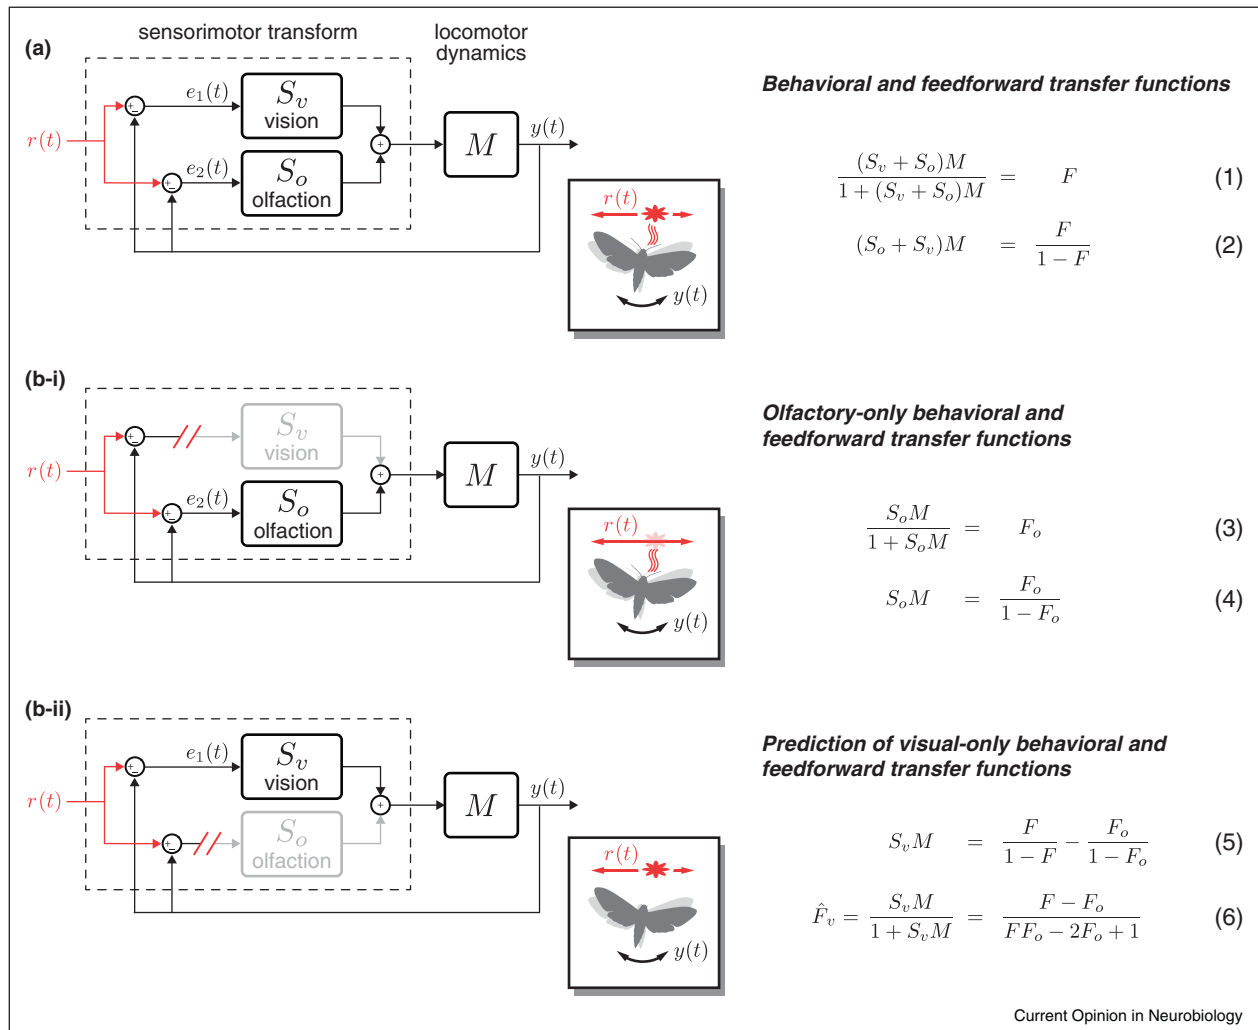 sensorimotor transform
locomotor
dynamics
(a)
r(t)
+
−
e₁(t)
Sᵥ
vision
+
−
e₂(t)
Sₒ
olfaction
+
M
y(t)
r(t)
y(t)
Behavioral and feedforward transfer functions
(Sᵥ + Sₒ)M / 1 + (Sᵥ + Sₒ)M = F (1)
(Sₒ + Sᵥ)M = F / 1 − F (2)
(b-i)
r(t)
+
−
Sᵥ
vision
+
−
e₂(t)
Sₒ
olfaction
+
M
y(t)
r(t)
y(t)
Olfactory-only behavioral and
feedforward transfer functions
SₒM / 1 + SₒM = Fₒ (3)
SₒM = Fₒ / 1 − Fₒ (4)
(b-ii)
r(t)
+
−
e₁(t)
Sᵥ
vision
+
−
Sₒ
olfaction
+
M
y(t)
r(t)
y(t)
Prediction of visual-only behavioral and
feedforward transfer functions
SᵥM = F / 1 − F − Fₒ / 1 − Fₒ (5)
F̂ᵥ = SᵥM / 1 + SᵥM = F − Fₒ / FFₒ − 2Fₒ + 1 (6)
Current Opinion in Neurobiology